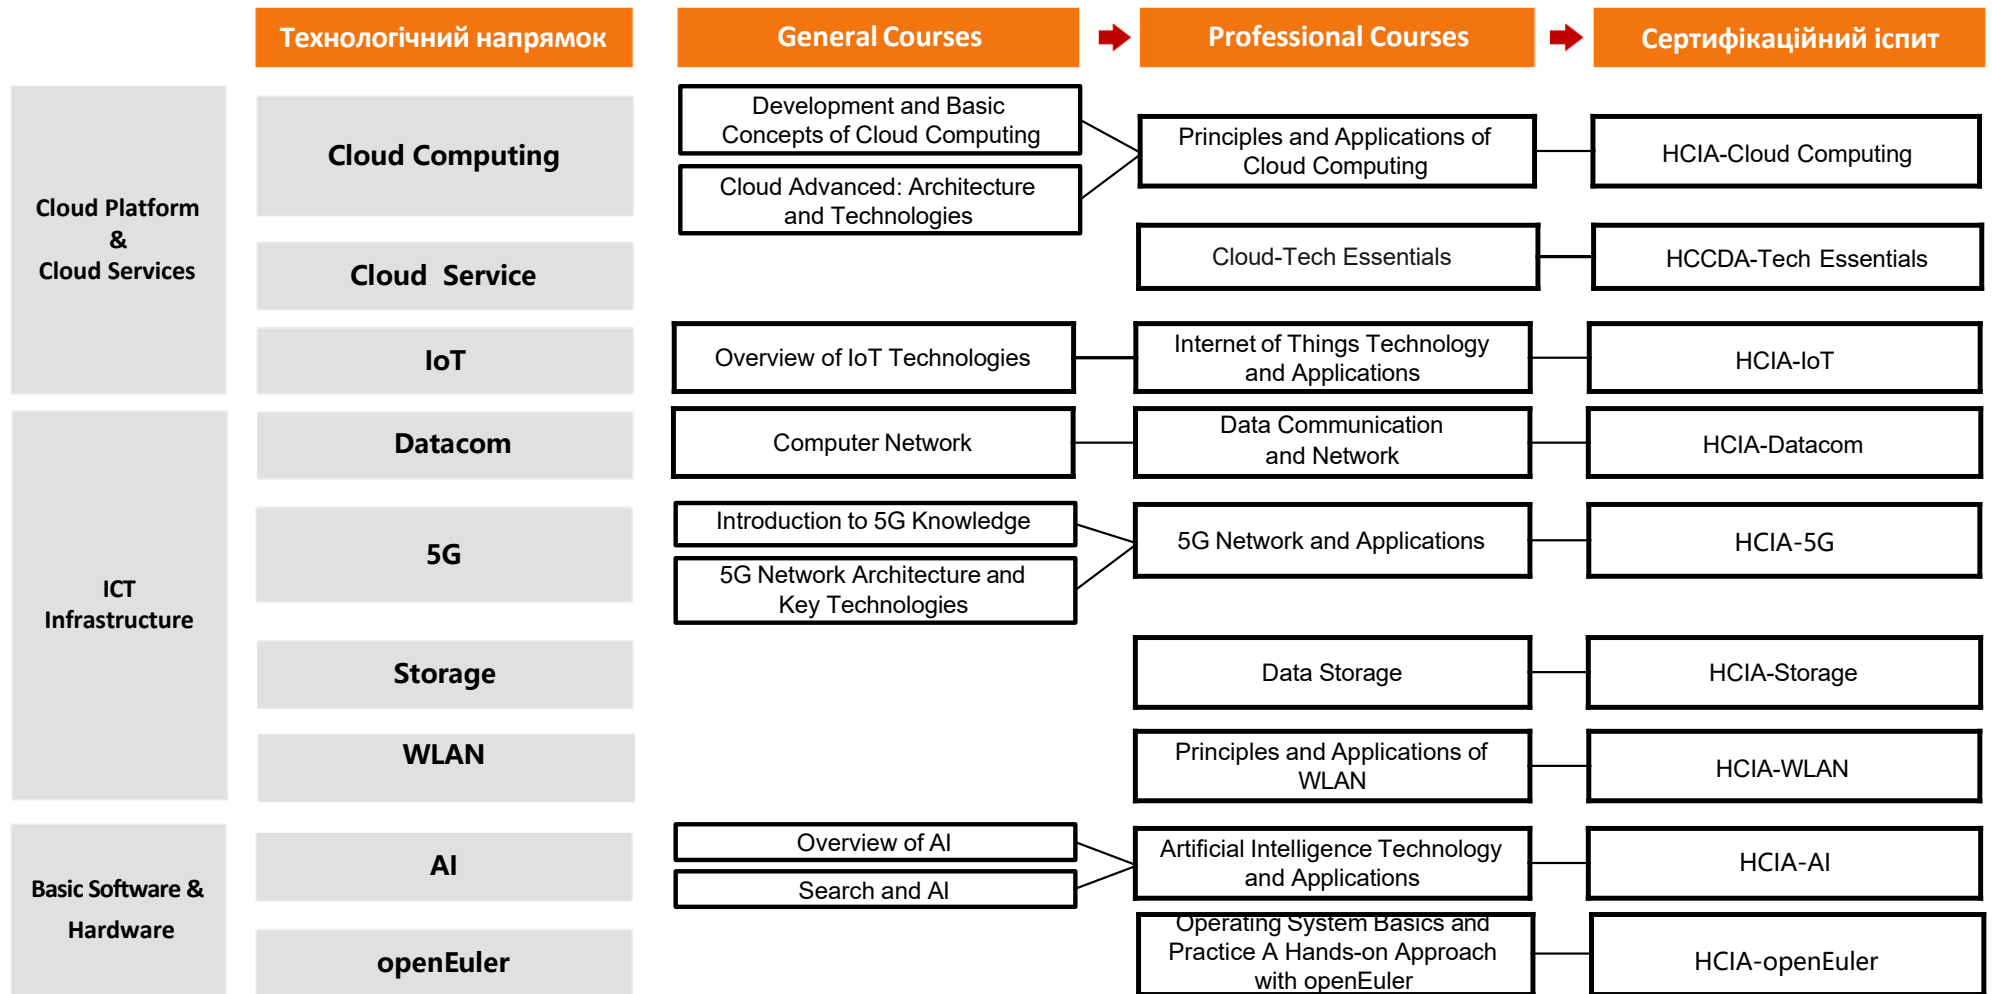 Технологічний напрямок
General Courses
Professional Courses
Сертифікаційний іспит
Cloud Platform
&
Cloud Services
Cloud Computing
Development and Basic
Concepts of Cloud Computing
Cloud Advanced: Architecture
and Technologies
Principles and Applications of
Cloud Computing
HCIA-Cloud Computing
Cloud Service
Cloud-Tech Essentials
HCCDA-Tech Essentials
IoT
Overview of IoT Technologies
Internet of Things Technology
and Applications
HCIA-IoT
ICT
Infrastructure
Datacom
Computer Network
Data Communication
and Network
HCIA-Datacom
5G
Introduction to 5G Knowledge
5G Network Architecture and
Key Technologies
5G Network and Applications
HCIA-5G
Storage
Data Storage
HCIA-Storage
WLAN
Principles and Applications of
WLAN
HCIA-WLAN
Basic Software &
Hardware
AI
Overview of AI
Search and AI
Artificial Intelligence Technology
and Applications
HCIA-AI
openEuler
Operating System Basics and
Practice A Hands-on Approach
with openEuler
HCIA-openEuler